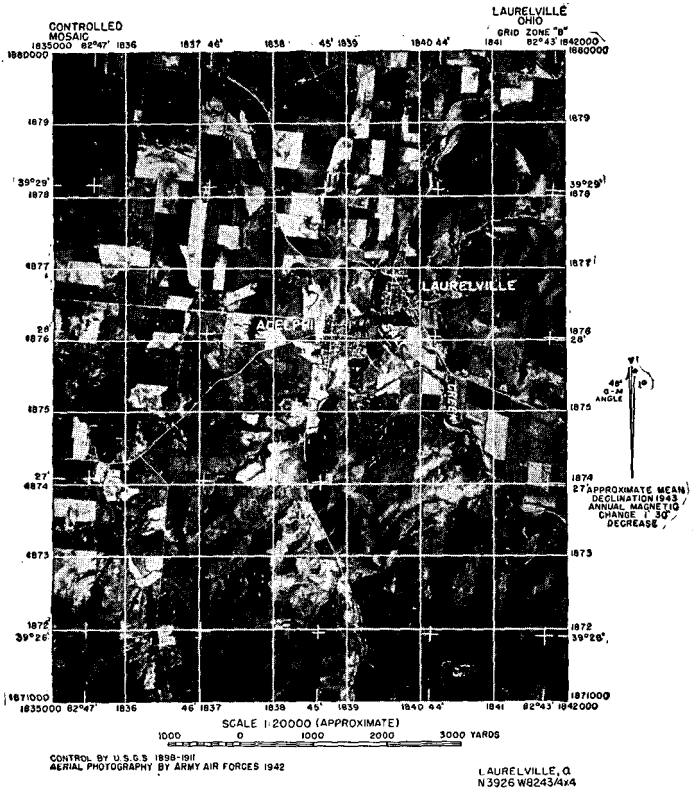 CONTROLLED
MOSAIC
LAURELVILLE
OHIO
GRID ZONE "B"
1835000 82°47' 1836 1837 46' 1838 45' 1839 1840 44' 1841 82°43' 1842000
1880000 1880000
1879 1879
39°29' 39°29'
1878 1878
1877 1877
LAURELVILLE
ADELPHI
28' 1876
1876 28'
1875 1875
27' 1874
1874 27'
1873 1873
1872 1872
39°26' 39°26'
1871000 1871000
1835000 82°47' 1836 46' 1837 1838 45' 1839 1840 44' 1841 82°43' 1842000
48'
G-M
ANGLE
1°
APPROXIMATE MEAN
DECLINATION 1943
ANNUAL MAGNETIC
CHANGE 1' 30"
DECREASE
SCALE 1:20000 (APPROXIMATE)
1000 0 1000 2000 3000 YARDS
CONTROL BY U.S.G.S 1898-1911
AERIAL PHOTOGRAPHY BY ARMY AIR FORCES 1942
LAURELVILLE, O
N3926 W8243/4x4